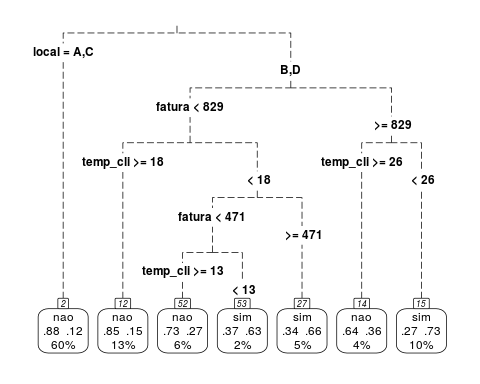 local = A,C
B,D
fatura < 829
>= 829
temp_cli >= 18
temp_cli >= 26
< 18
< 26
fatura < 471
>= 471
temp_cli >= 13
< 13
2 12 52 53 27 14 15
nao nao nao sim sim nao sim
.88 .12 .85 .15 .73 .27 .37 .63 .34 .66 .64 .36 .27 .73
60% 13% 6% 2% 5% 4% 10%